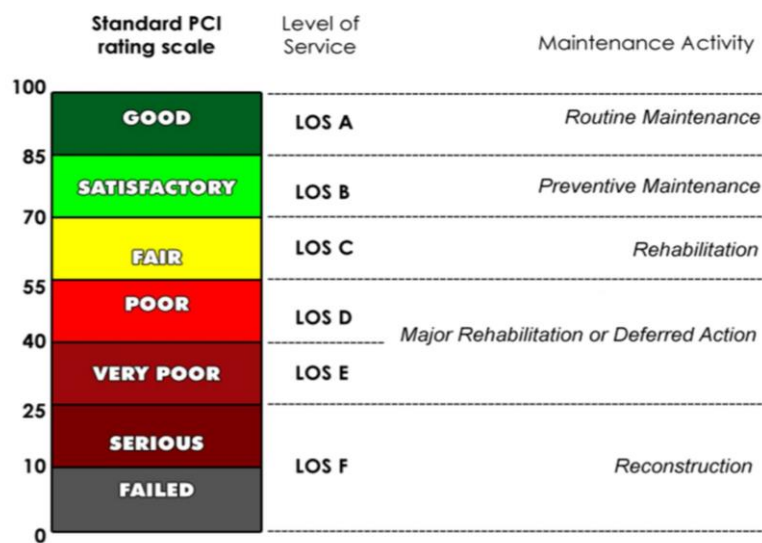 Standard PCI
rating scale
Level of
Service
Maintenance Activity
100
GOOD
LOS A
Routine Maintenance
85
SATISFACTORY
LOS B
Preventive Maintenance
70
FAIR
LOS C
Rehabilitation
55
POOR
LOS D
Major Rehabilitation or Deferred Action
40
VERY POOR
LOS E
25
SERIOUS
LOS F
Reconstruction
10
FAILED
0